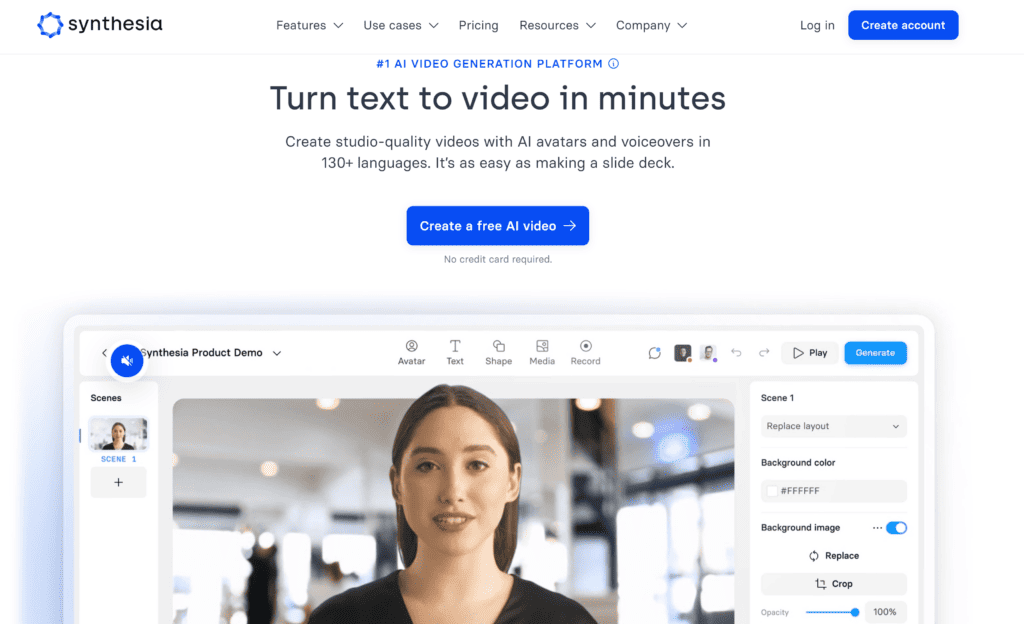 synthesia
Features
Use cases
Pricing
Resources
Company
Log in
Create account
#1 AI VIDEO GENERATION PLATFORM
Turn text to video in minutes
Create studio-quality videos with AI avatars and voiceovers in
130+ languages. It's as easy as making a slide deck.
Create a free AI video
No credit card required.
Synthesia Product Demo
Avatar
Text
Shape
Media
Record
Play
Generate
Scenes
SCENE 1
+
Scene 1
Replace layout
Background color
#FFFFFF
Background image
Replace
Crop
Opacity
100%